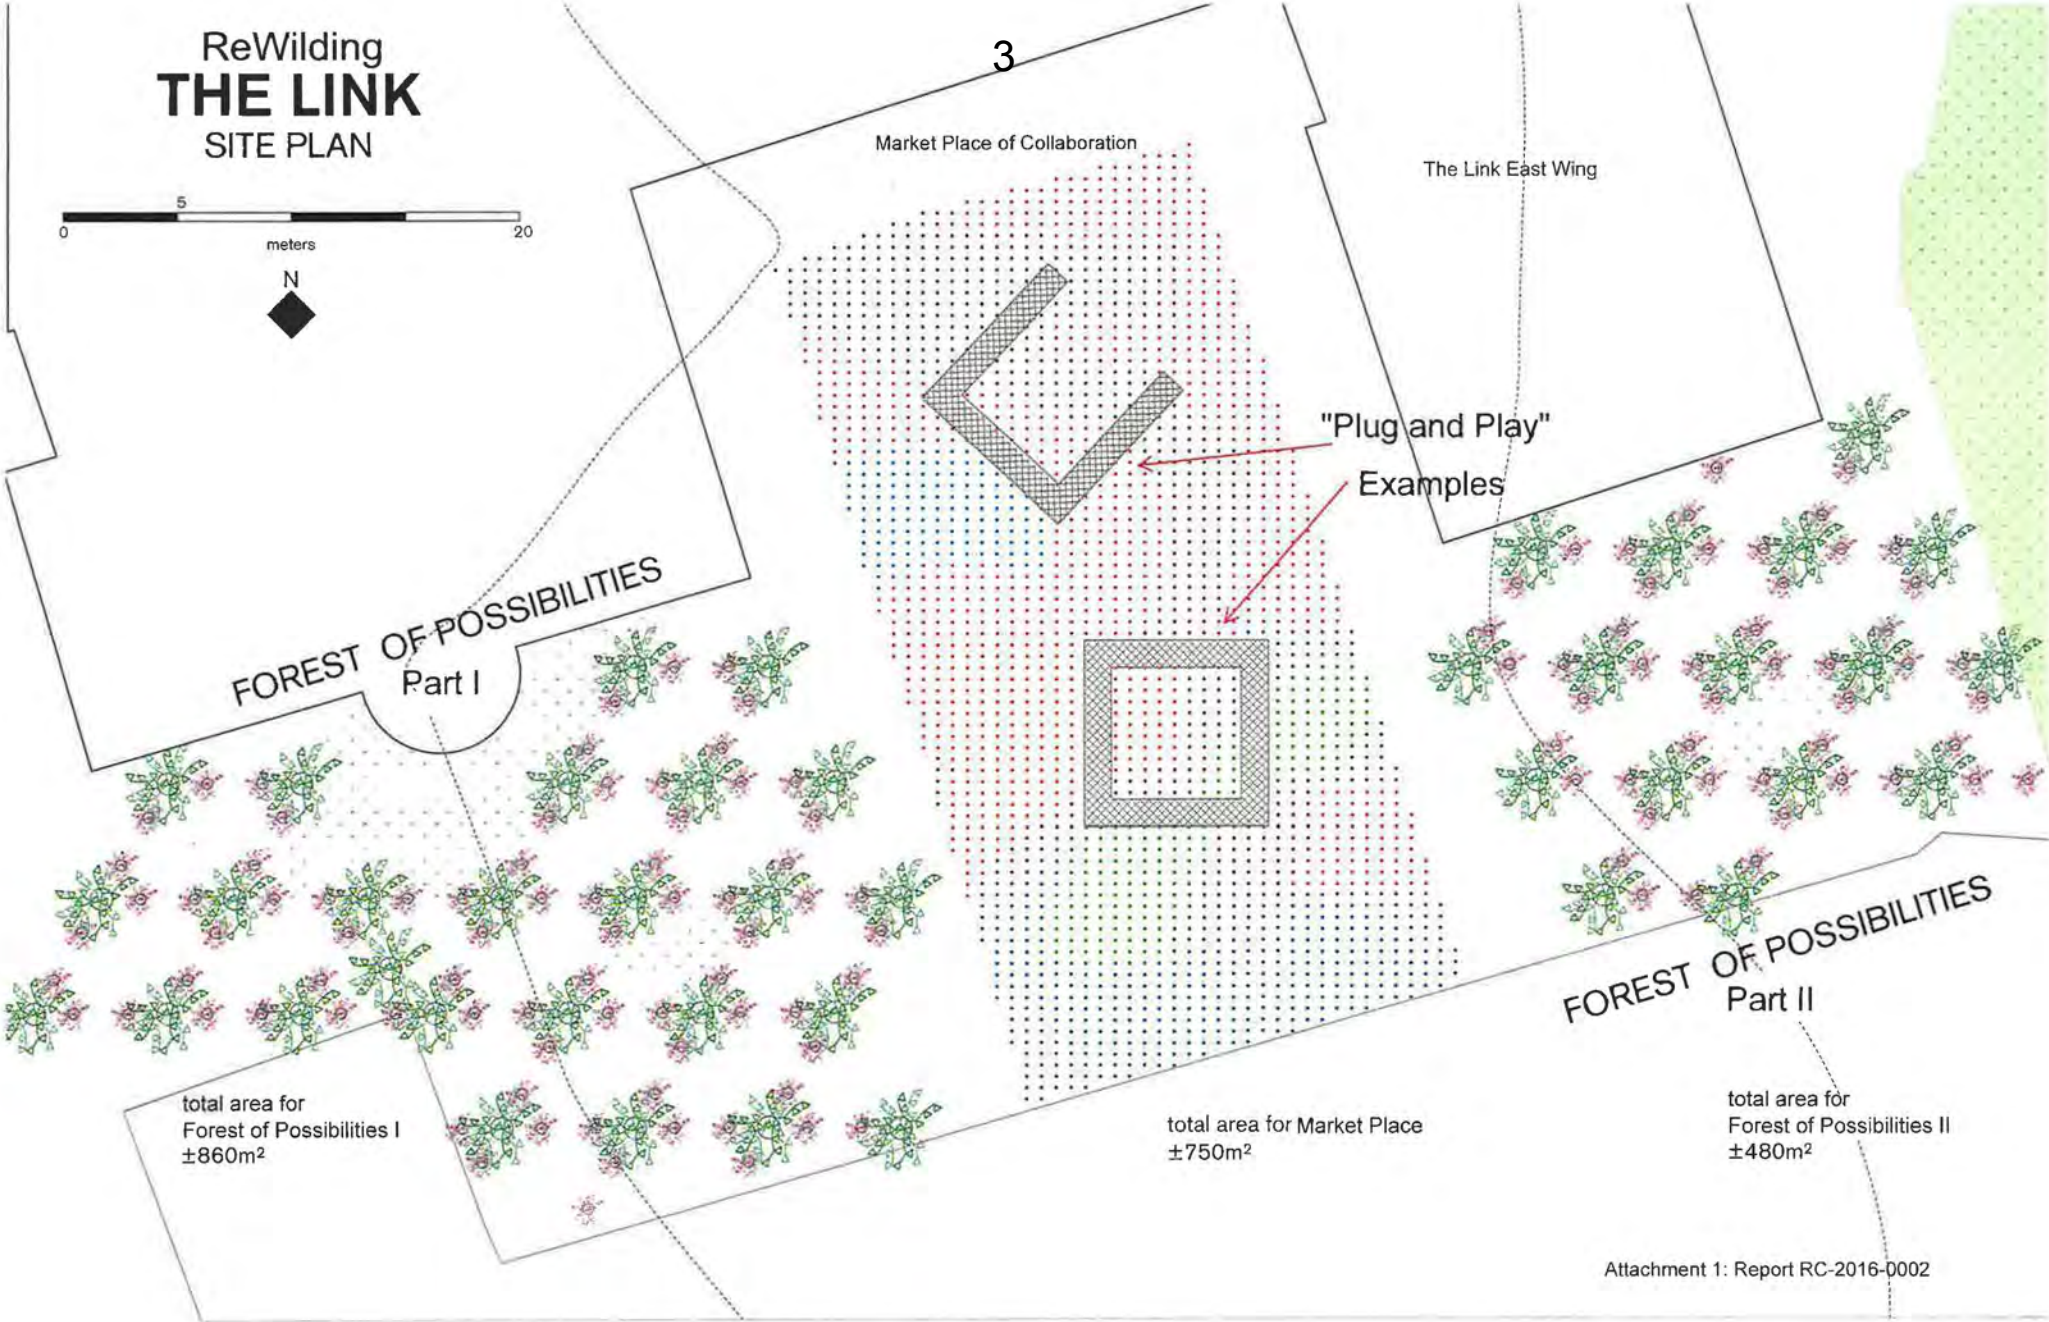 3
ReWilding
THE LINK
SITE PLAN
5
0
20
meters
N
Market Place of Collaboration
The Link East Wing
"Plug and Play"
Examples
FOREST OF POSSIBILITIES
Part I
FOREST OF POSSIBILITIES
Part II
total area for
Forest of Possibilities I
±860m²
total area for Market Place
±750m²
total area for
Forest of Possibilities II
±480m²
Attachment 1: Report RC-2016-0002